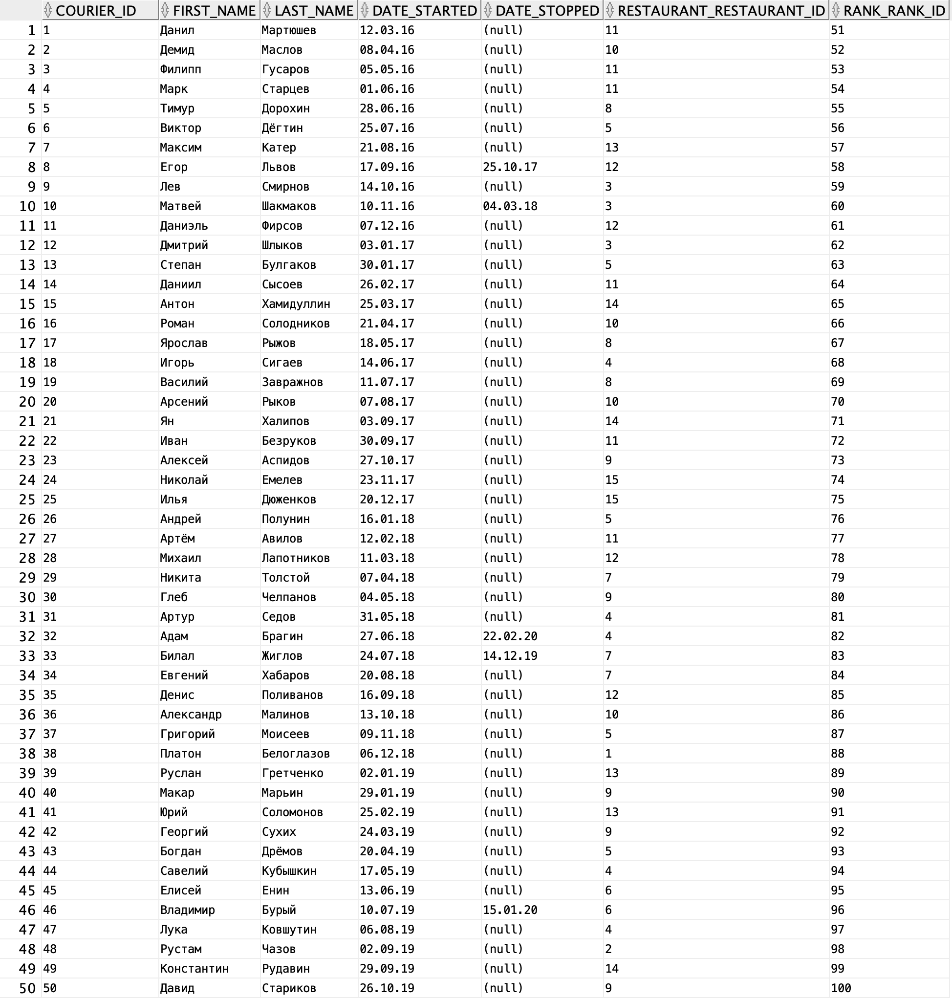 COURIER_ID FIRST_NAME LAST_NAME DATE_STARTED DATE_STOPPED RESTAURANT_RESTAURANT_ID RANK_RANK_ID
1 1 Данил Мартюшев 12.03.16 (null) 11 51
2 2 Демид Маслов 08.04.16 (null) 10 52
3 3 Филипп Гусаров 05.05.16 (null) 11 53
4 4 Марк Старцев 01.06.16 (null) 11 54
5 5 Тимур Дорохин 28.06.16 (null) 8 55
6 6 Виктор Дёгтин 25.07.16 (null) 5 56
7 7 Максим Катер 21.08.16 (null) 13 57
8 8 Егор Львов 17.09.16 25.10.17 12 58
9 9 Лев Смирнов 14.10.16 (null) 3 59
10 10 Матвей Шакмаков 10.11.16 04.03.18 3 60
11 11 Даниэль Фирсов 07.12.16 (null) 12 61
12 12 Дмитрий Шлыков 03.01.17 (null) 3 62
13 13 Степан Булгаков 30.01.17 (null) 5 63
14 14 Даниил Сысоев 26.02.17 (null) 11 64
15 15 Антон Хамидуллин 25.03.17 (null) 14 65
16 16 Роман Солодников 21.04.17 (null) 10 66
17 17 Ярослав Рыжов 18.05.17 (null) 8 67
18 18 Игорь Сигаев 14.06.17 (null) 4 68
19 19 Василий Завражнов 11.07.17 (null) 8 69
20 20 Арсений Рыков 07.08.17 (null) 10 70
21 21 Ян Халипов 03.09.17 (null) 14 71
22 22 Иван Безруков 30.09.17 (null) 11 72
23 23 Алексей Аспидов 27.10.17 (null) 9 73
24 24 Николай Емелев 23.11.17 (null) 15 74
25 25 Илья Дюженков 20.12.17 (null) 15 75
26 26 Андрей Полунин 16.01.18 (null) 5 76
27 27 Артём Авилов 12.02.18 (null) 11 77
28 28 Михаил Лапотников 11.03.18 (null) 12 78
29 29 Никита Толстой 07.04.18 (null) 7 79
30 30 Глеб Челпанов 04.05.18 (null) 9 80
31 31 Артур Седов 31.05.18 (null) 4 81
32 32 Адам Брагин 27.06.18 22.02.20 4 82
33 33 Билал Жиглов 24.07.18 14.12.19 7 83
34 34 Евгений Хабаров 20.08.18 (null) 7 84
35 35 Денис Поливанов 16.09.18 (null) 12 85
36 36 Александр Малинов 13.10.18 (null) 10 86
37 37 Григорий Моисеев 09.11.18 (null) 5 87
38 38 Платон Белоглазов 06.12.18 (null) 1 88
39 39 Руслан Гретченко 02.01.19 (null) 13 89
40 40 Макар Марьин 29.01.19 (null) 9 90
41 41 Юрий Соломонов 25.02.19 (null) 13 91
42 42 Георгий Сухих 24.03.19 (null) 9 92
43 43 Богдан Дрёмов 20.04.19 (null) 5 93
44 44 Савелий Кубышкин 17.05.19 (null) 4 94
45 45 Елисей Енин 13.06.19 (null) 6 95
46 46 Владимир Бурый 10.07.19 15.01.20 6 96
47 47 Лука Ковшутин 06.08.19 (null) 4 97
48 48 Рустам Чазов 02.09.19 (null) 2 98
49 49 Константин Рудавин 29.09.19 (null) 14 99
50 50 Давид Стариков 26.10.19 (null) 9 100